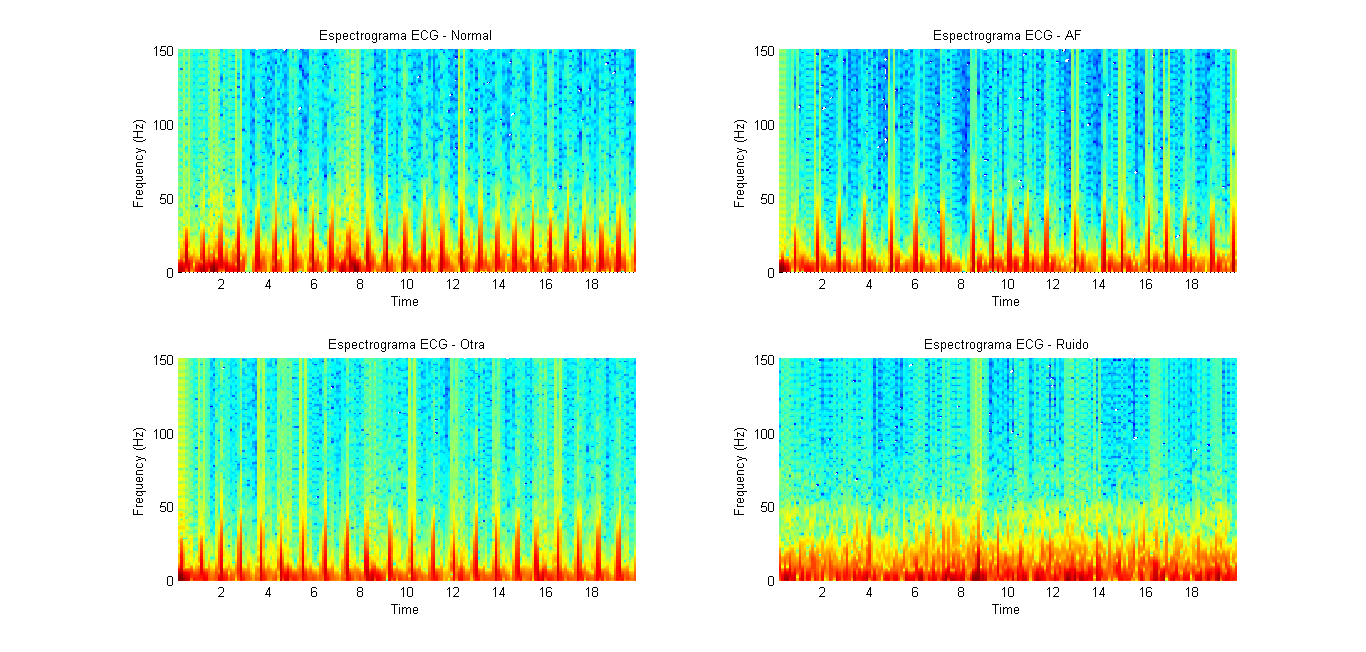 Espectrograma ECG - Normal
150
100
50
0
Frequency (Hz)
2 4 6 8 10 12 14 16 18
Time
Espectrograma ECG - AF
150
100
50
0
Frequency (Hz)
2 4 6 8 10 12 14 16 18
Time
Espectrograma ECG - Otra
150
100
50
0
Frequency (Hz)
2 4 6 8 10 12 14 16 18
Time
Espectrograma ECG - Ruido
150
100
50
0
Frequency (Hz)
2 4 6 8 10 12 14 16 18
Time